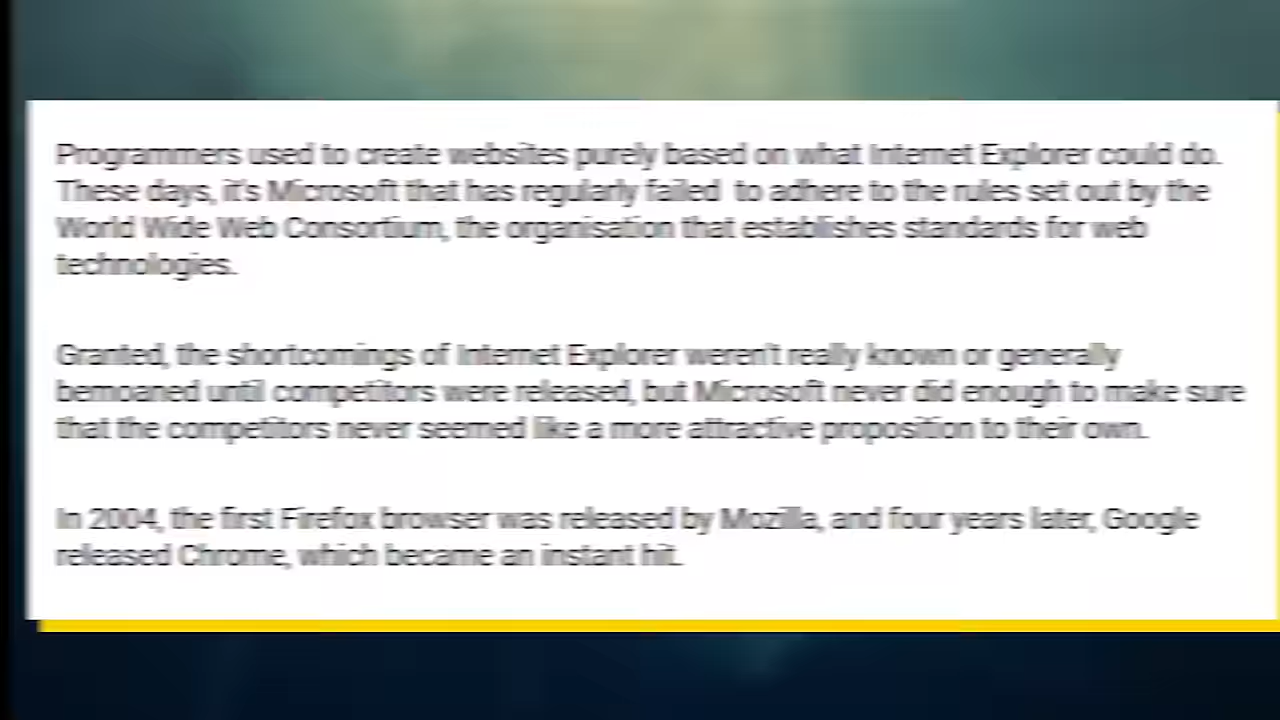 Programmers used to create websites purely based on what Internet Explorer could do.
These days, it's Microsoft that has regularly failed to adhere to the rules set out by the
World Wide Web Consortium, the organisation that establishes standards for web
technologies.
Granted, the shortcomings of Internet Explorer weren't really known or generally
bemoaned until competitors were released, but Microsoft never did enough to make sure
that the competitors never seemed like a more attractive proposition to their own.
In 2004, the first Firefox browser was released by Mozilla, and four years later, Google
released Chrome, which became an instant hit.